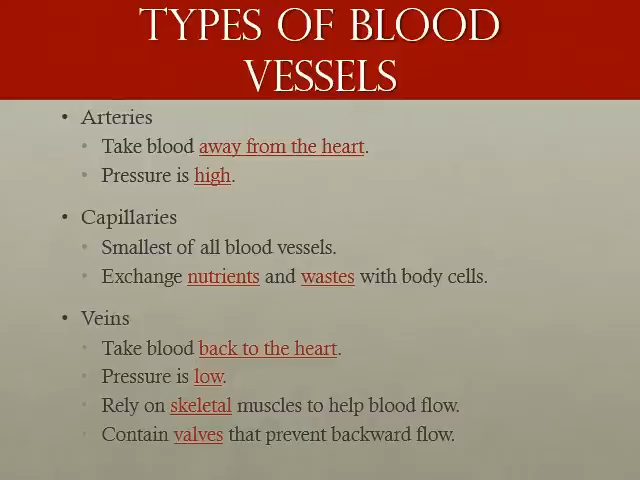 TYPES OF BLOOD
VESSELS
• Arteries
• Take blood away from the heart.
• Pressure is high.
• Capillaries
• Smallest of all blood vessels.
• Exchange nutrients and wastes with body cells.
• Veins
• Take blood back to the heart.
• Pressure is low.
• Rely on skeletal muscles to help blood flow.
• Contain valves that prevent backward flow.